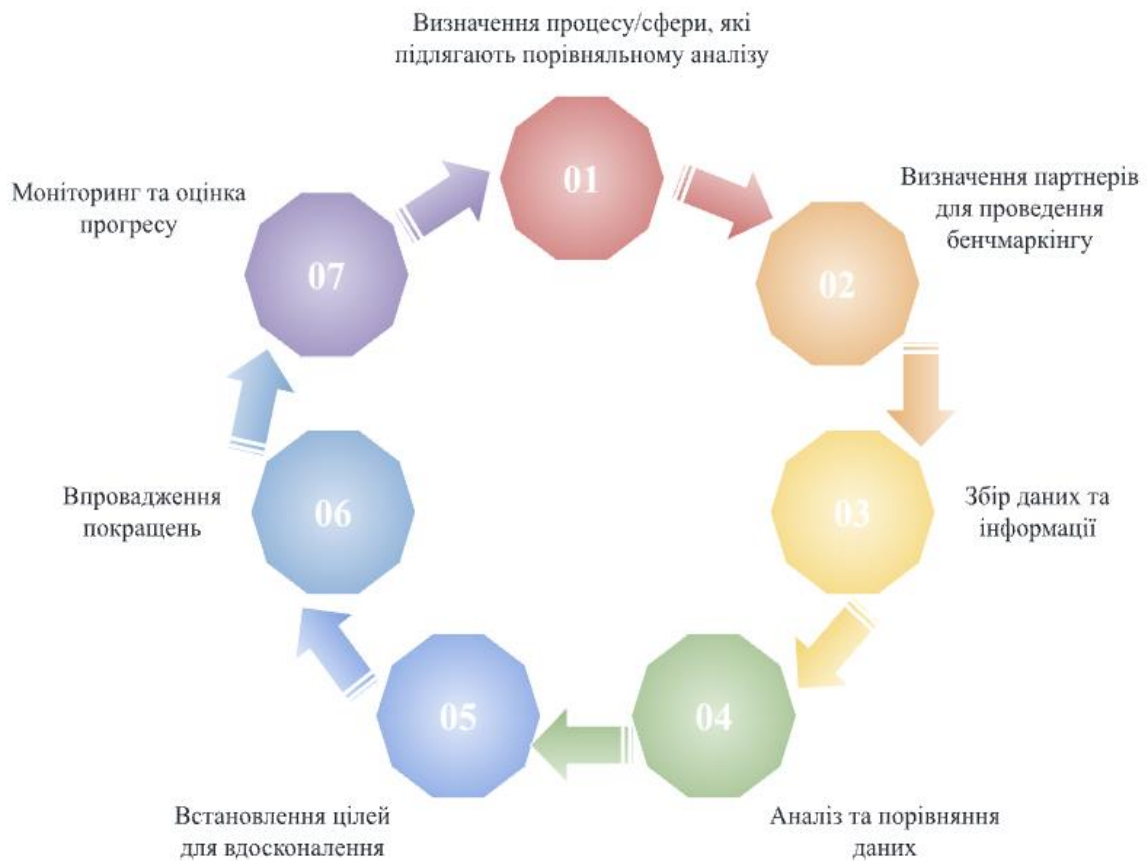 Визначення процесу/сфери, які
підлягають порівняльному аналізу
01
Визначення партнерів
для проведення
бенчмаркінгу
02
Збір даних та
інформації
03
Аналіз та порівняння
даних
04
Встановлення цілей
для вдосконалення
05
Впровадження
покращень
06
Моніторинг та оцінка
прогресу
07